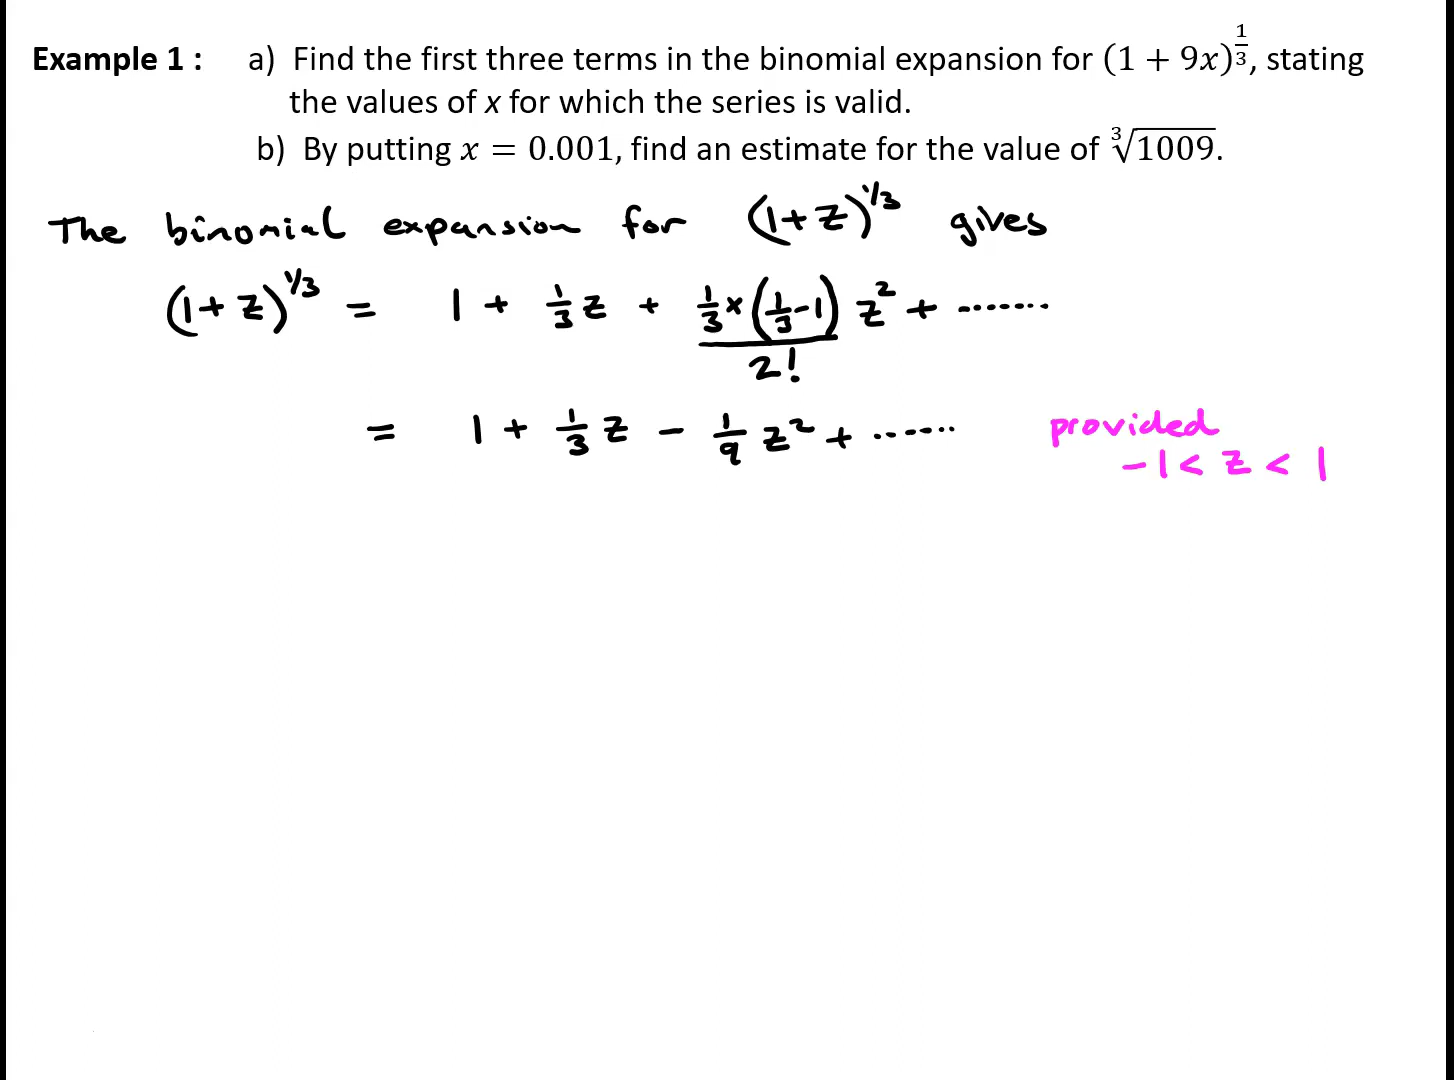 Example 1 : a) Find the first three terms in the binomial expansion for (1 + 9x)^{1/3}, stating
the values of x for which the series is valid.
b) By putting x = 0.001, find an estimate for the value of ∛1009.
The binomial expansion for (1+z)^{1/3} gives
(1+z)^{1/3} = 1 + 1/3 z + (1/3 × (1/3 - 1))/2! z² + .......
= 1 + 1/3 z - 1/9 z² + ...... provided
-1 < z < 1